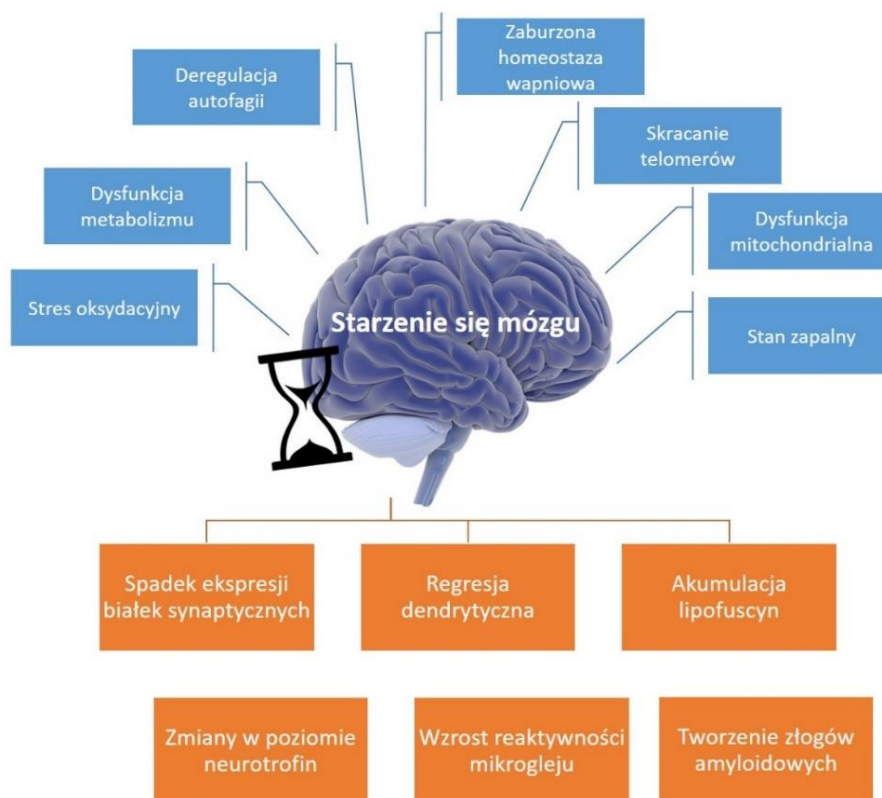 Zaburzona
homeostaza
wapniowa
Deregulacja
autofagii
Skracanie
telomerów
Dysfunkcja
metabolizmu
Dysfunkcja
mitochondrialna
Stres oksydacyjny
Starzenie się mózgu
Stan zapalny
Spadek ekspresji
białek synaptycznych
Regresja
dendrytyczna
Akumulacja
lipofuscyn
Zmiany w poziomie
neurotrofin
Wzrost reaktywności
mikrogleju
Tworzenie złogów
amyloidowych